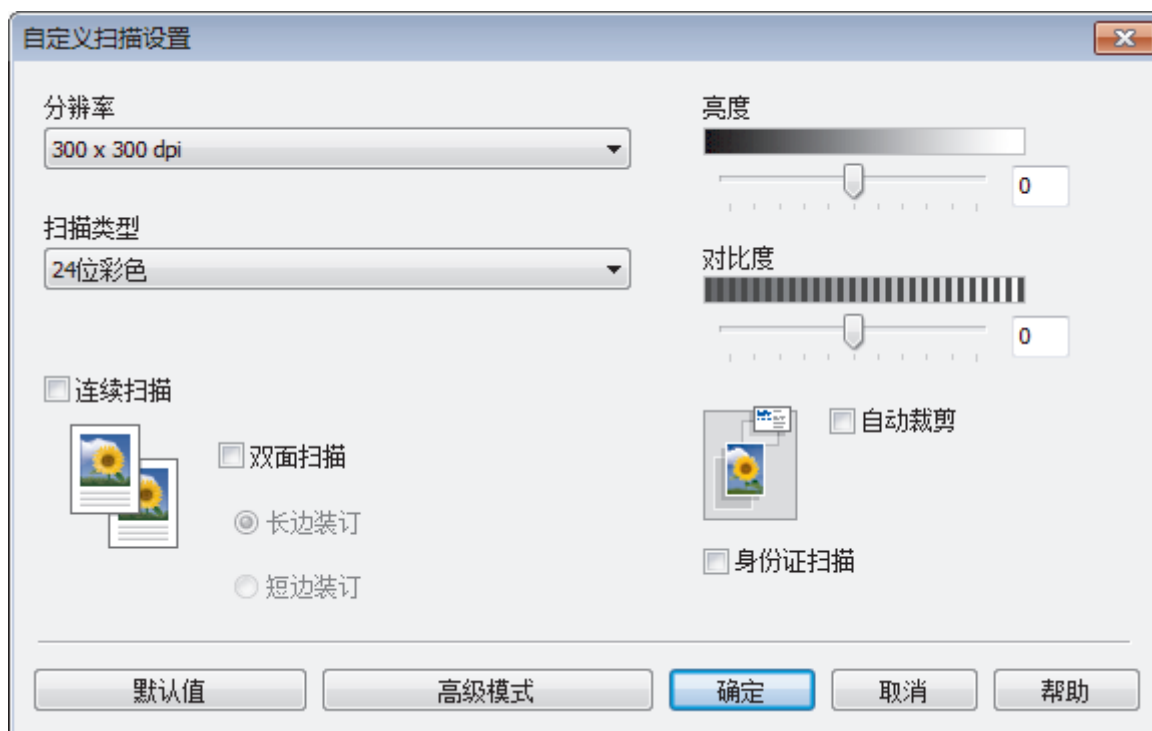 自定义扫描设置
分辨率
300 x 300 dpi
扫描类型
24位彩色
亮度
0
对比度
0
连续扫描
双面扫描
长边装订
短边装订
自动裁剪
身份证扫描
默认值
高级模式
确定
取消
帮助